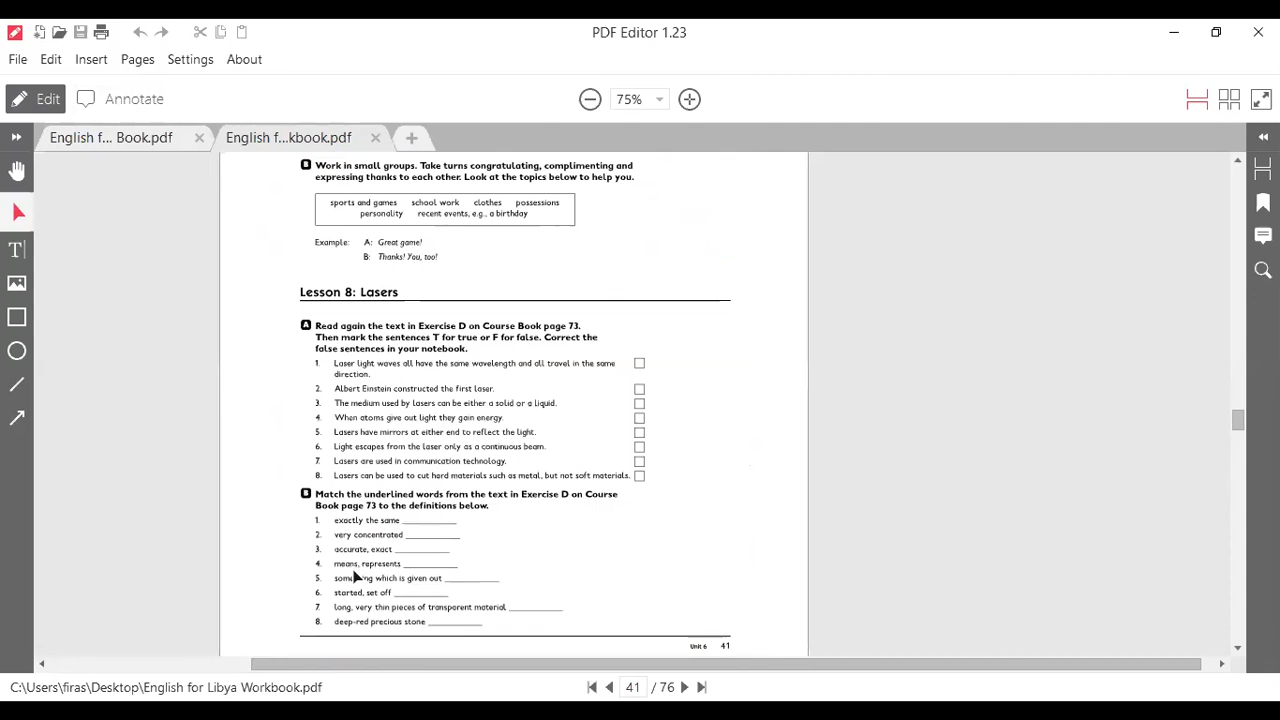 PDF Editor 1.23
File Edit Insert Pages Settings About
Edit Annotate 75%
English f... Book.pdf English f...kbook.pdf
B Work in small groups. Take turns congratulating, complimenting and
expressing thanks to each other. Look at the topics below to help you.
sports and games school work clothes possessions
personality recent events, e.g., a birthday
Example: A: Great game!
B: Thanks! You, too!
Lesson 8: Lasers
A Read again the text in Exercise D on Course Book page 73.
Then mark the sentences T for true or F for false. Correct the
false sentences in your notebook.
1. Laser light waves all have the same wavelength and all travel in the same
direction.
2. Albert Einstein constructed the first laser.
3. The medium used by lasers can be either a solid or a liquid.
4. When atoms give out light they gain energy.
5. Lasers have mirrors at either end to reflect the light.
6. Light escapes from the laser only as a continuous beam.
7. Lasers are used in communication technology.
8. Lasers can be used to cut hard materials such as metal, but not soft materials.
B Match the underlined words from the text in Exercise D on Course
Book page 73 to the definitions below.
1. exactly the same
2. very concentrated
3. accurate, exact
4. means, represents
5. which is given out
6. started, set off
7. long, very thin pieces of transparent material
8. deep-red precious stone
Unit 6 41
C:\Users\firas\Desktop\English for Libya Workbook.pdf 41 / 76